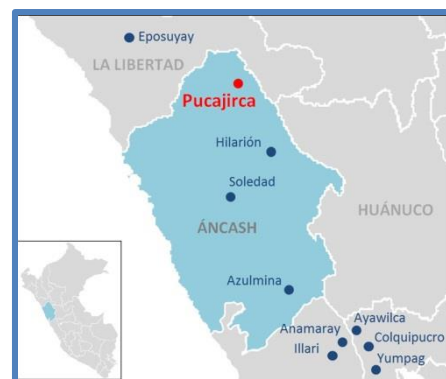 Eposuyay
LA LIBERTAD
Pucajirca
Hilarión
Soledad
HUÁNUCO
ÁNCASH
Azulmina
Ayawilca
Anamaray
Colquipucro
Illari
Yumpag